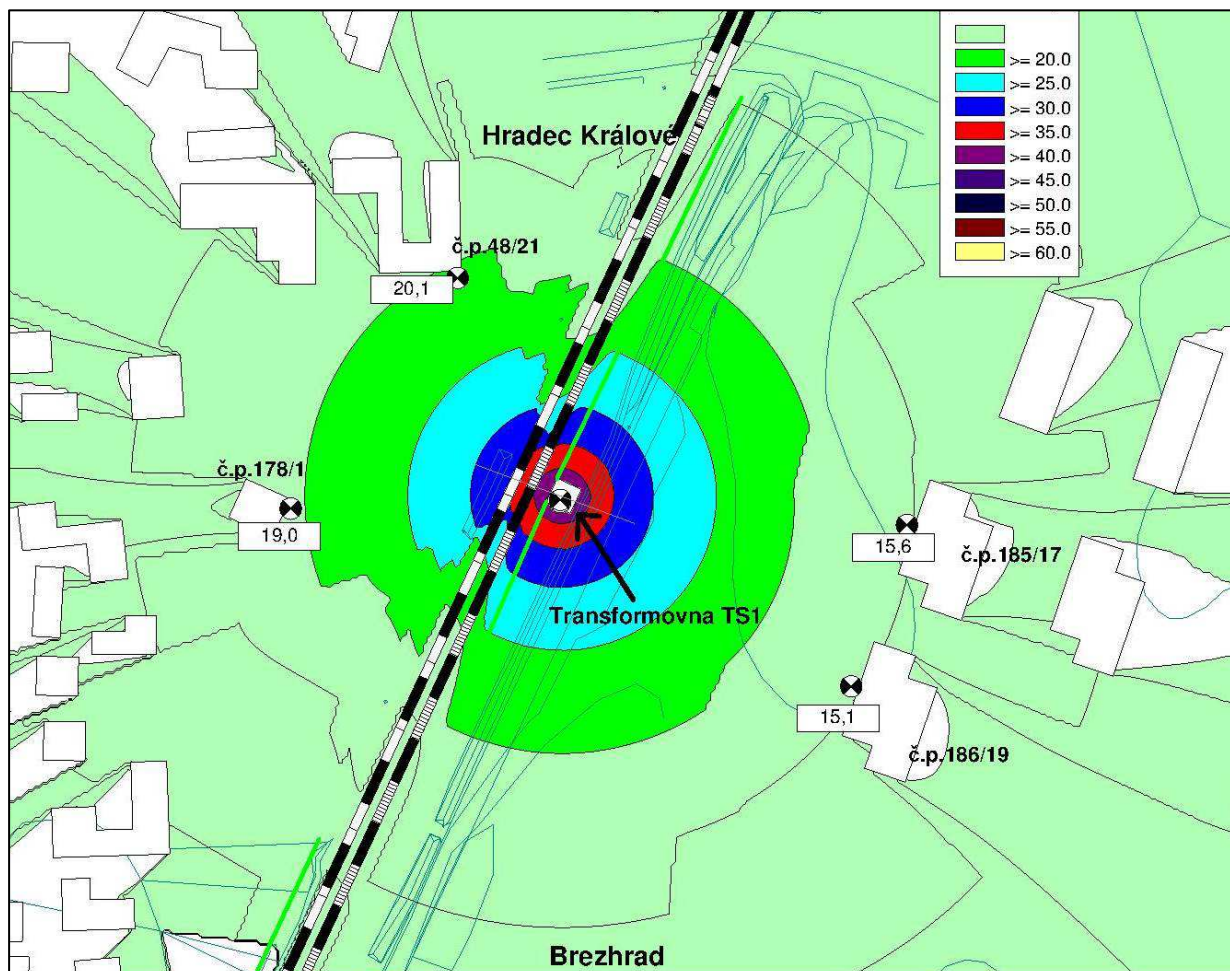 >= 20.0
>= 25.0
>= 30.0
>= 35.0
>= 40.0
>= 45.0
>= 50.0
>= 55.0
>= 60.0
Hradec Králové
č.p.48/21
20,1
č.p.178/1
19,0
15,6
č.p.185/17
Transformovna TS1
15,1
č.p.186/19
Brezhrad